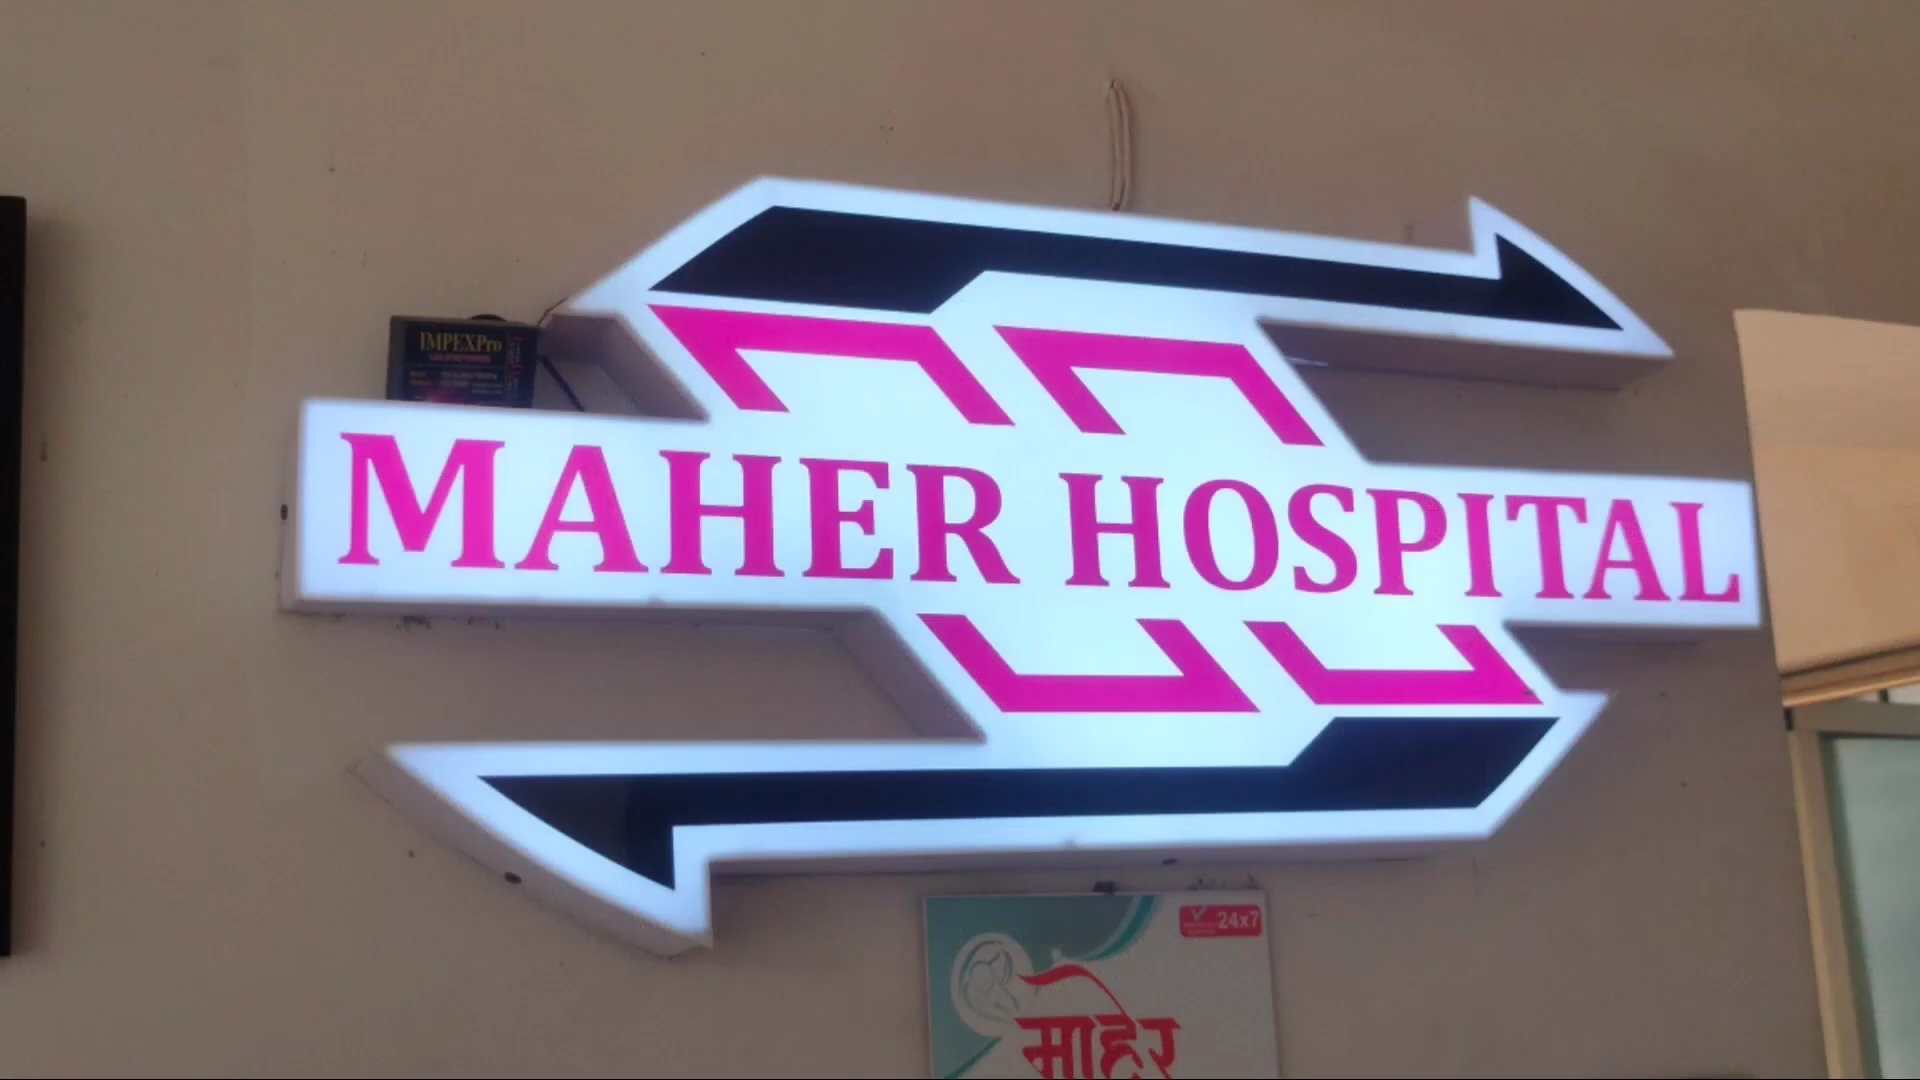 IMPEXPro
MAHER HOSPITAL
24x7
माहेर